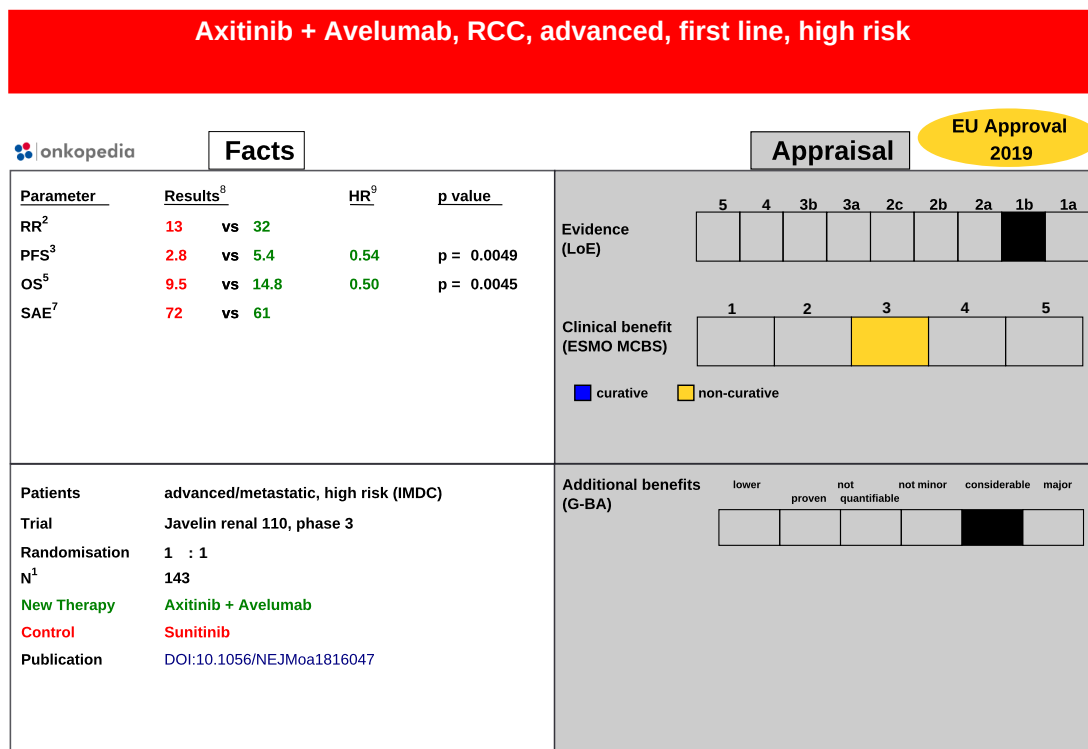 Axitinib + Avelumab, RCC, advanced, first line, high risk
EU Approval
2019
onkopedia
Facts
Appraisal
Parameter Results8 HR9 p value
RR2 13 vs 32
PFS3 2.8 vs 5.4 0.54 p = 0.0049
OS5 9.5 vs 14.8 0.50 p = 0.0045
SAE7 72 vs 61
5 4 3b 3a 2c 2b 2a 1b 1a
Evidence
(LoE)
1 2 3 4 5
Clinical benefit
(ESMO MCBS)
curative non-curative
Patients advanced/metastatic, high risk (IMDC)
Trial Javelin renal 110, phase 3
Randomisation 1 : 1
N1 143
New Therapy Axitinib + Avelumab
Control Sunitinib
Publication DOI:10.1056/NEJMoa1816047
Additional benefits
(G-BA)
lower not not minor considerable major
proven quantifiable